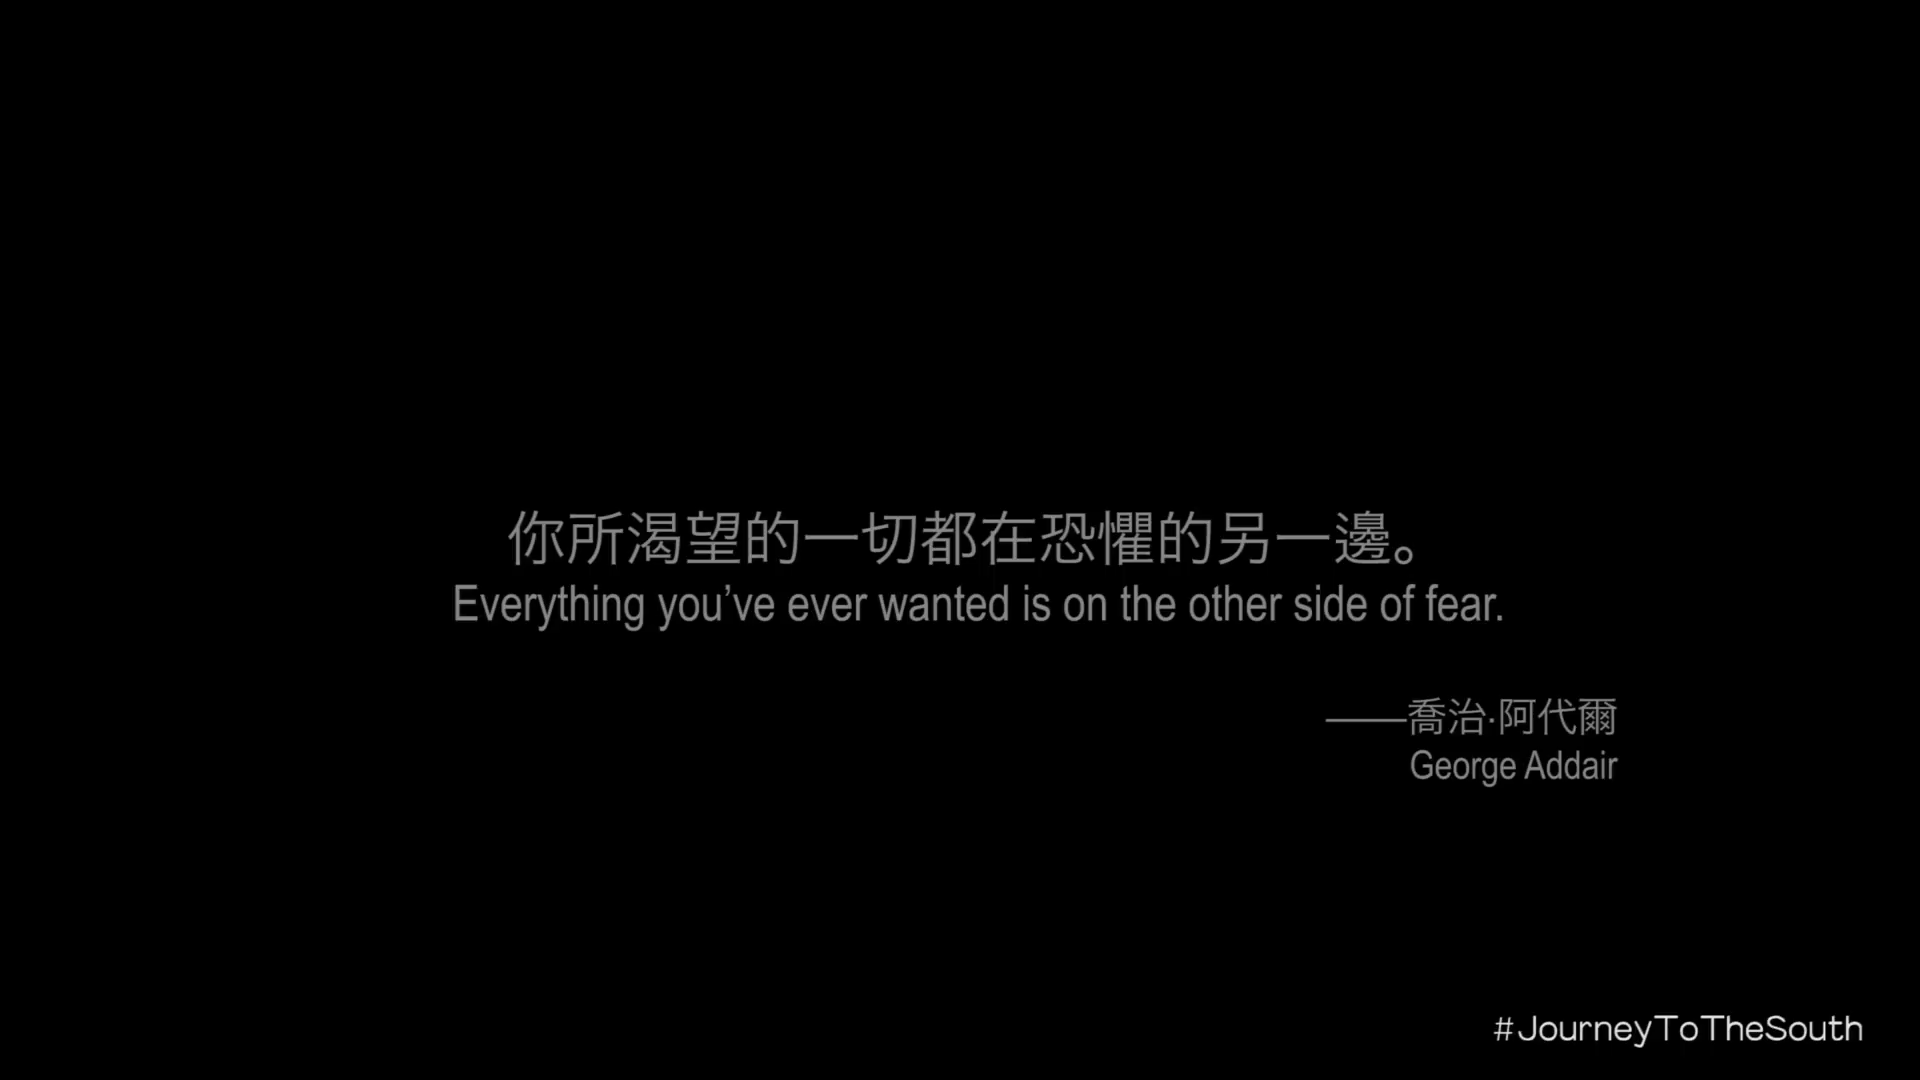 你所渴望的一切都在恐懼的另一邊。
Everything you’ve ever wanted is on the other side of fear.
——喬治·阿代爾
George Addair
#JourneyToTheSouth